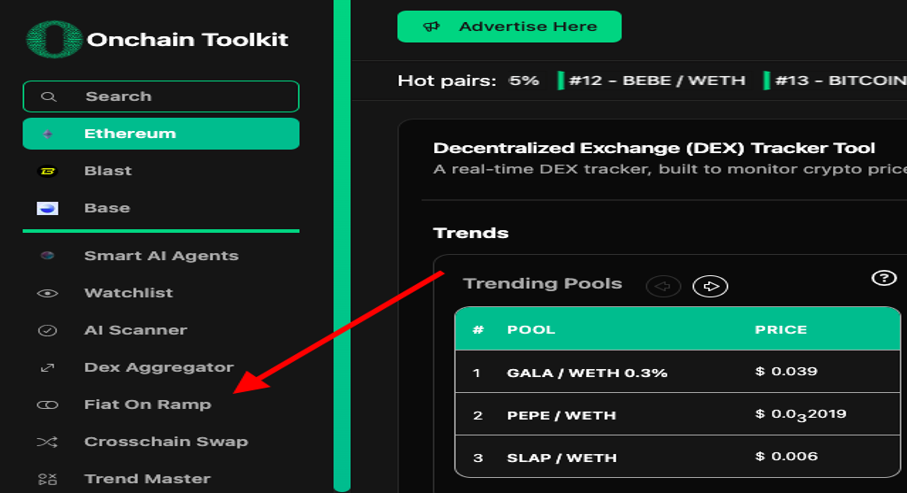 Onchain Toolkit
Search
Ethereum
Blast
Base
Smart AI Agents
Watchlist
AI Scanner
Dex Aggregator
Fiat On Ramp
Crosschain Swap
Trend Master
Advertise Here
Hot pairs: 5% #12 - BEBE / WETH #13 - BITCOIN
Decentralized Exchange (DEX) Tracker Tool
A real-time DEX tracker, built to monitor crypto price
Trends
Trending Pools
# POOL PRICE
1 GALA / WETH 0.3% $ 0.039
2 PEPE / WETH $ 0.0₃2019
3 SLAP / WETH $ 0.006